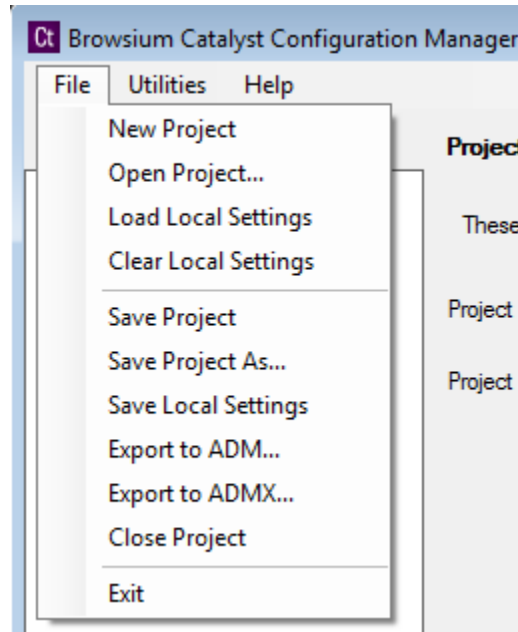 Ct Browsium Catalyst Configuration Manager
File Utilities Help
New Project
Open Project...
Load Local Settings
Clear Local Settings
Save Project
Save Project As...
Save Local Settings
Export to ADM...
Export to ADMX...
Close Project
Exit
Project
These
Project
Project